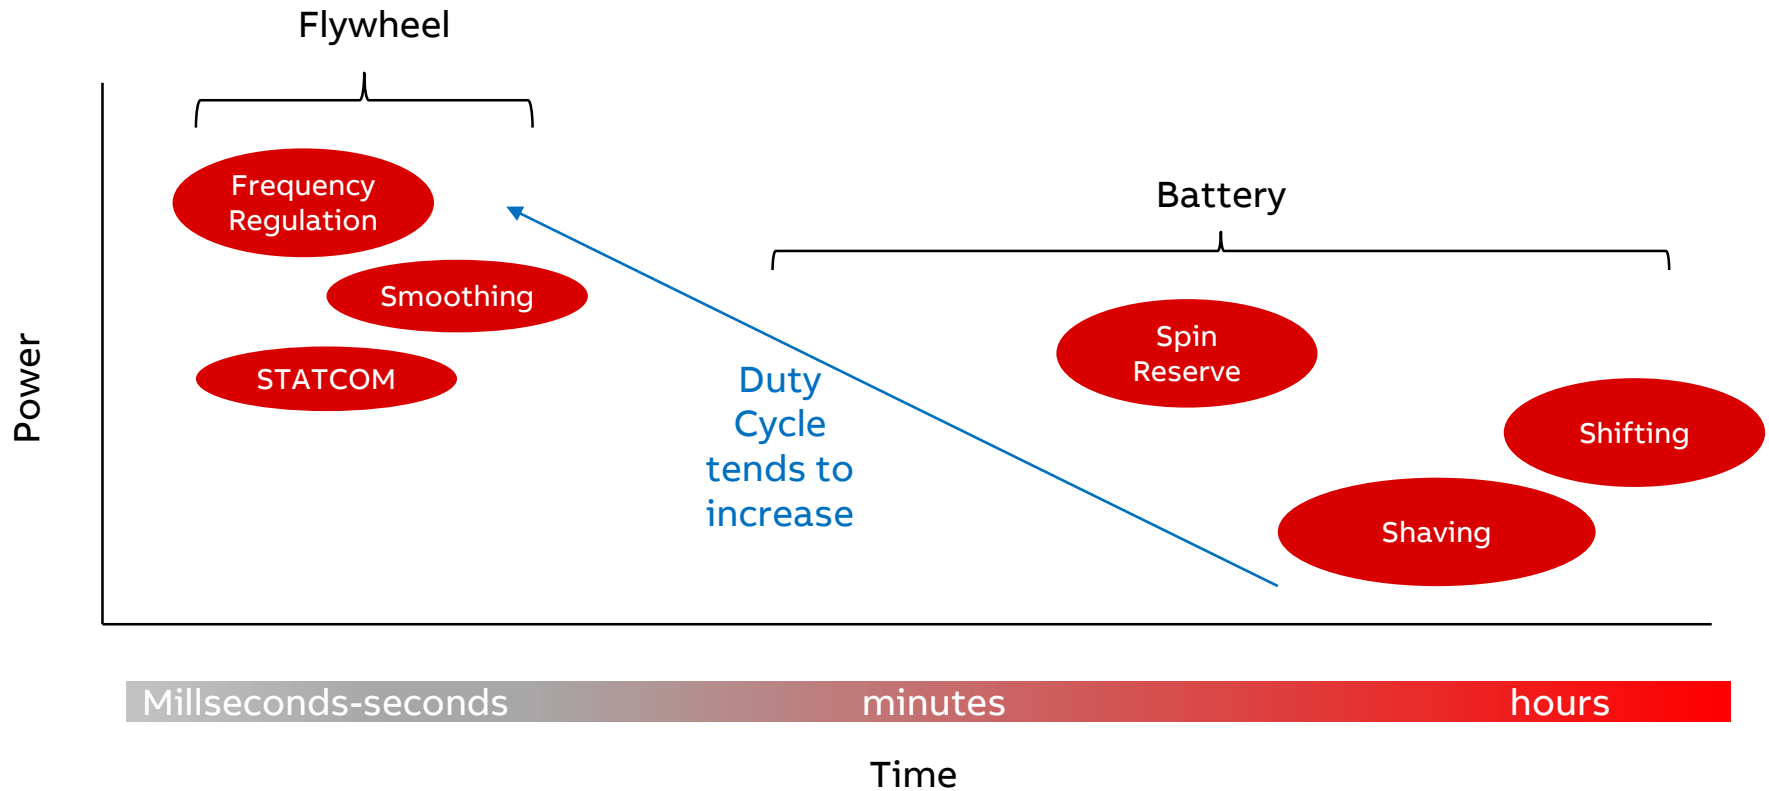 Flywheel
Frequency
Regulation
Smoothing
STATCOM
Battery
Spin
Reserve
Shifting
Shaving
Duty
Cycle
tends to
increase
Power
Millseconds-seconds
minutes
hours
Time